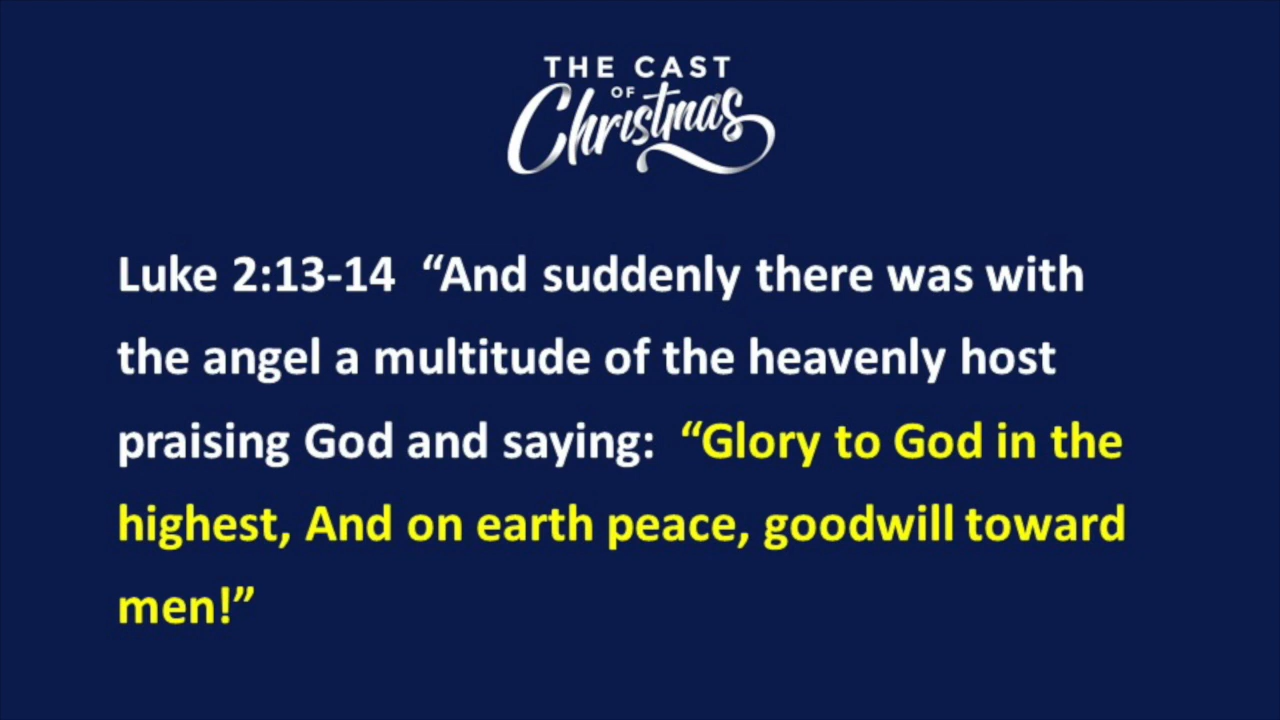 THE CAST
OF
Christmas
Luke 2:13-14  “And suddenly there was with
the angel a multitude of the heavenly host
praising God and saying:  “Glory to God in the
highest, And on earth peace, goodwill toward
men!”